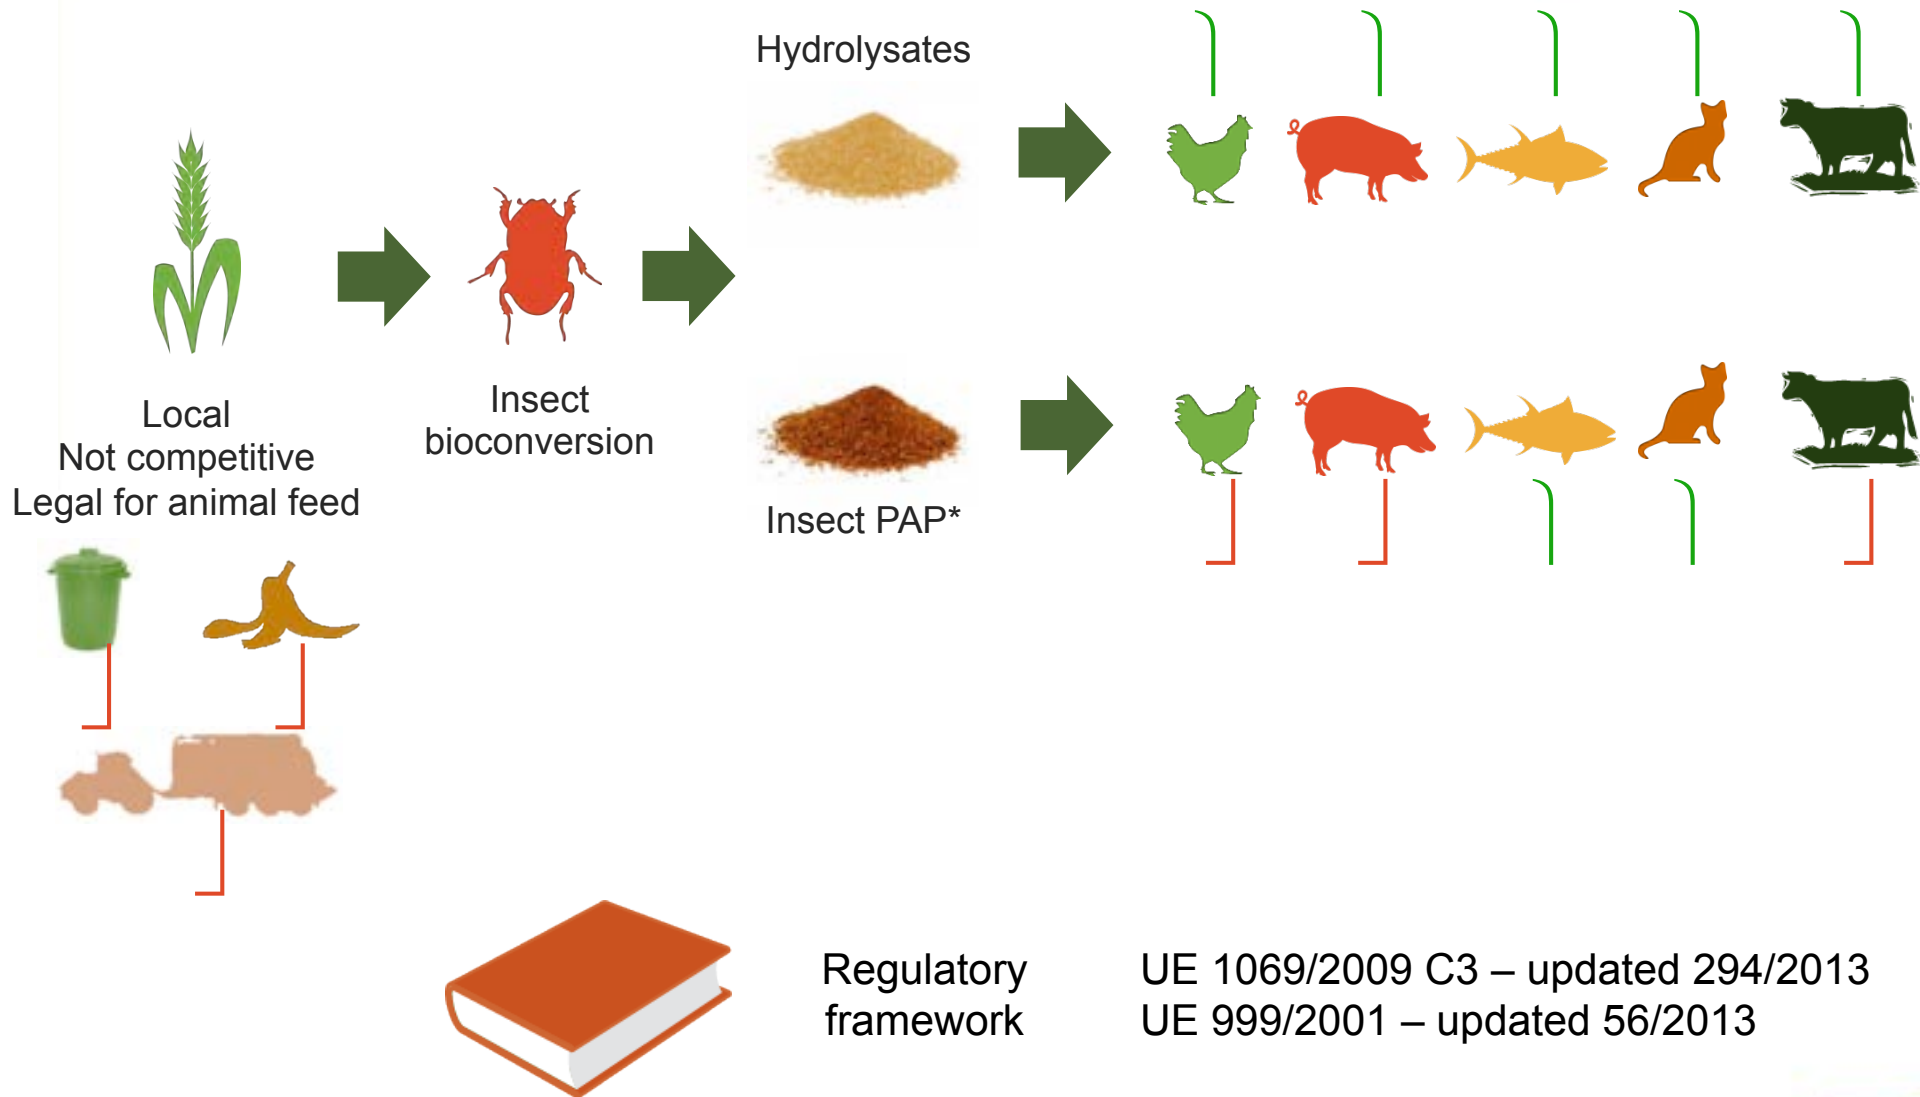 Hydrolysates
Local
Not competitive
Legal for animal feed
Insect
bioconversion
Insect PAP*
Regulatory
framework
UE 1069/2009 C3 – updated 294/2013
UE 999/2001 – updated 56/2013